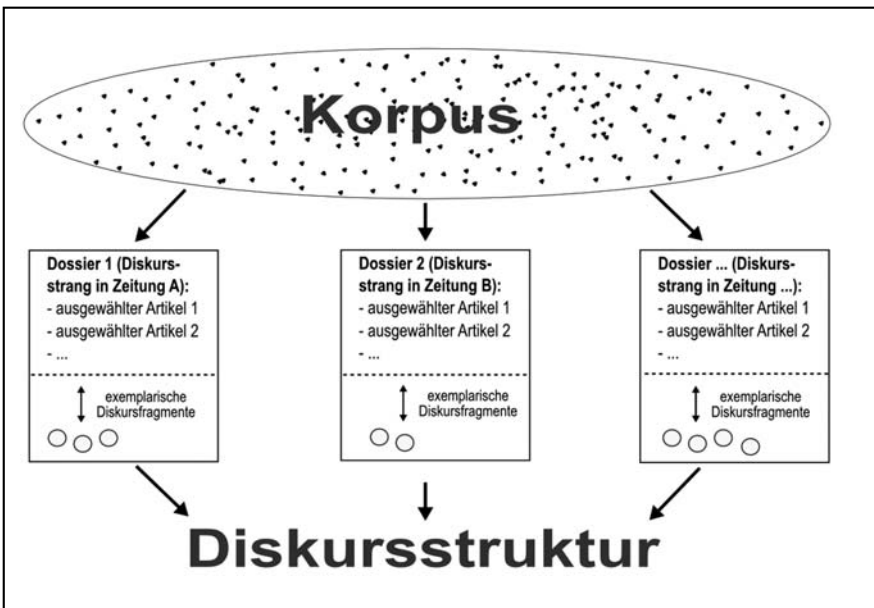 Korpus
Dossier 1 (Diskurs-
strang in Zeitung A):
- ausgewählter Artikel 1
- ausgewählter Artikel 2
- ...
exemplarische
Diskursfragmente
Dossier 2 (Diskurs-
strang in Zeitung B):
- ausgewählter Artikel 1
- ausgewählter Artikel 2
- ...
exemplarische
Diskursfragmente
Dossier ... (Diskurs-
strang in Zeitung ...):
- ausgewählter Artikel 1
- ausgewählter Artikel 2
- ...
exemplarische
Diskursfragmente
Diskursstruktur